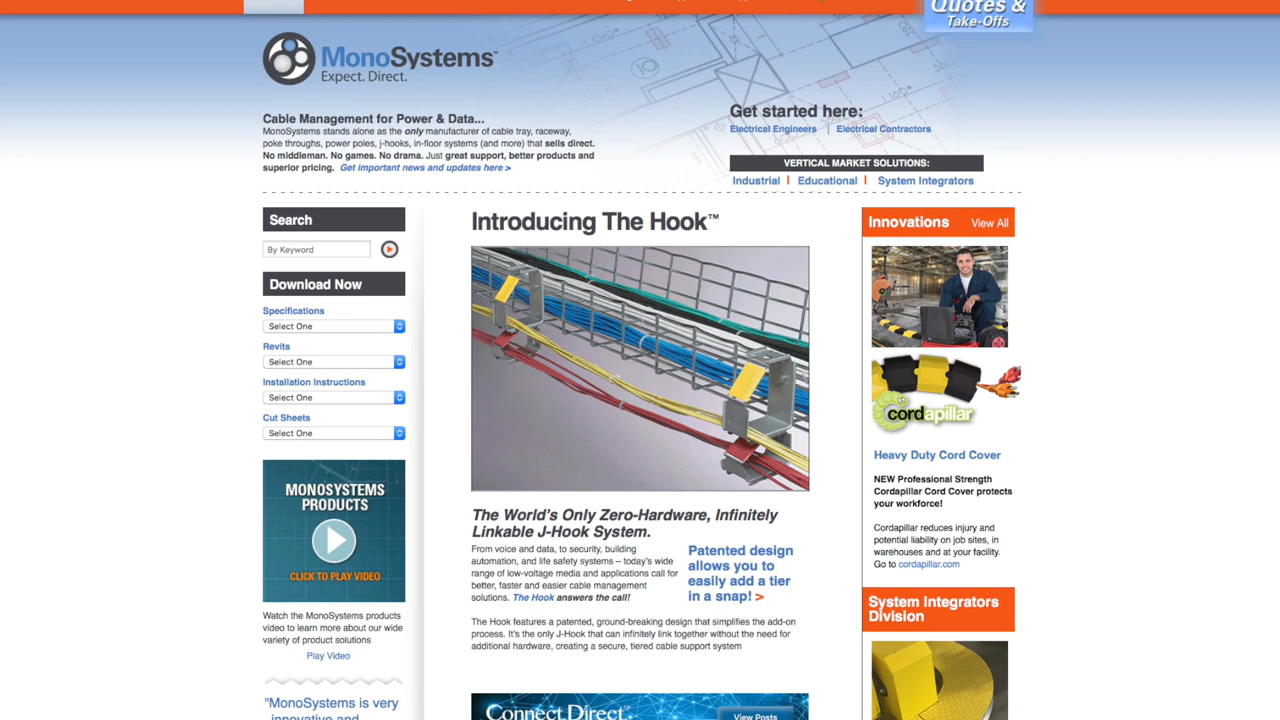 Quotes &
Take-Offs
MonoSystems™
Expect. Direct.
Cable Management for Power & Data...
MonoSystems stands alone as the only manufacturer of cable tray, raceway,
poke throughs, power poles, j-hooks, in-floor systems (and more) that sells direct.
No middleman. No games. No drama. Just great support, better products and
superior pricing. Get important news and updates here >
Get started here:
Electrical Engineers | Electrical Contractors
VERTICAL MARKET SOLUTIONS:
Industrial | Educational | System Integrators
Search
By Keyword
Download Now
Specifications
Select One
Revits
Select One
Installation Instructions
Select One
Cut Sheets
Select One
MONOSYSTEMS
PRODUCTS
CLICK TO PLAY VIDEO
Watch the MonoSystems products
video to learn more about our wide
variety of product solutions
Play Video
"MonoSystems is very
innovative and
Introducing The Hook™
The World's Only Zero-Hardware, Infinitely
Linkable J-Hook System.
From voice and data, to security, building
automation, and life safety systems – today's wide
range of low-voltage media and applications call for
better, faster and easier cable management
solutions. The Hook answers the call!
Patented design
allows you to
easily add a tier
in a snap! >
The Hook features a patented, ground-breaking design that simplifies the add-on
process. It's the only J-Hook that can infinitely link together without the need for
additional hardware, creating a secure, tiered cable support system
Connect.Direct.™
View Posts
Innovations View All
cordapillar
Heavy Duty Cord Cover
NEW Professional Strength
Cordapillar Cord Cover protects
your workforce!
Cordapillar reduces injury and
potential liability on job sites, in
warehouses and at your facility.
Go to cordapillar.com
System Integrators
Division